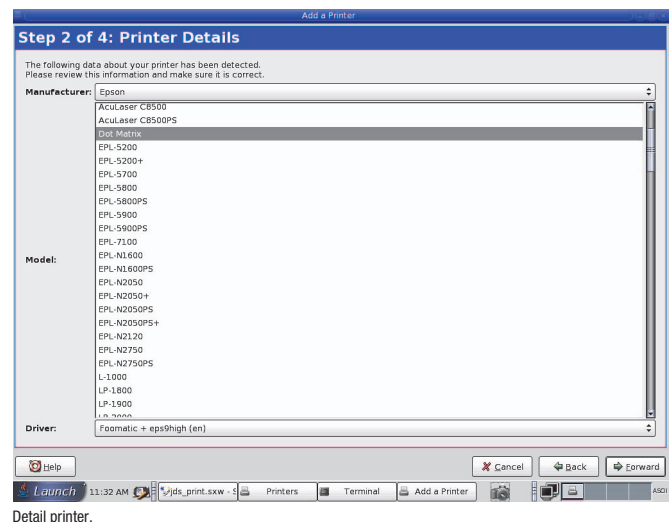 Add a Printer
Step 2 of 4: Printer Details
The following data about your printer has been detected.
Please review this information and make sure it is correct.
Manufacturer: Epson
Model:
AcuLaser C8500
AcuLaser C8500PS
Dot Matrix
EPL-5200
EPL-5200+
EPL-5700
EPL-5800
EPL-5800PS
EPL-5900
EPL-5900PS
EPL-7100
EPL-N1600
EPL-N1600PS
EPL-N2050
EPL-N2050+
EPL-N2050PS
EPL-N2050PS+
EPL-N2120
EPL-N2750
EPL-N2750PS
L-1000
LP-1800
LP-1900
LP-2000
Driver: Foomatic + eps9high (en)
Help Cancel Back Forward
Launch 11:32 AM *jds_print.sxw - S Printers Terminal Add a Printer ASCII
Detail printer.